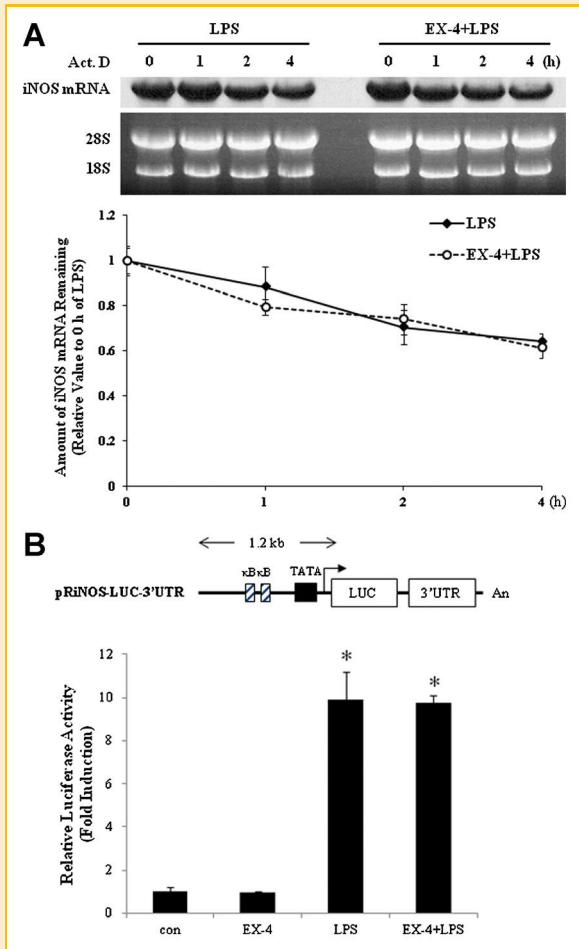 A
LPS EX-4+LPS
Act. D 0 1 2 4 0 1 2 4 (h)
iNOS mRNA
28S
18S
Amount of iNOS mRNA Remaining
(Relative Value to 0 h of LPS)
1.2
1
0.8
0.6
0.4
0.2
0
LPS
EX-4+LPS
0 1 2 4 (h)
B
1.2 kb
κB κB TATA
pRiNOS-LUC-3'UTR LUC 3'UTR An
Relative Luciferase Activity
(Fold Induction)
12
10
8
6
4
2
0
* *
con EX-4 LPS EX-4+LPS